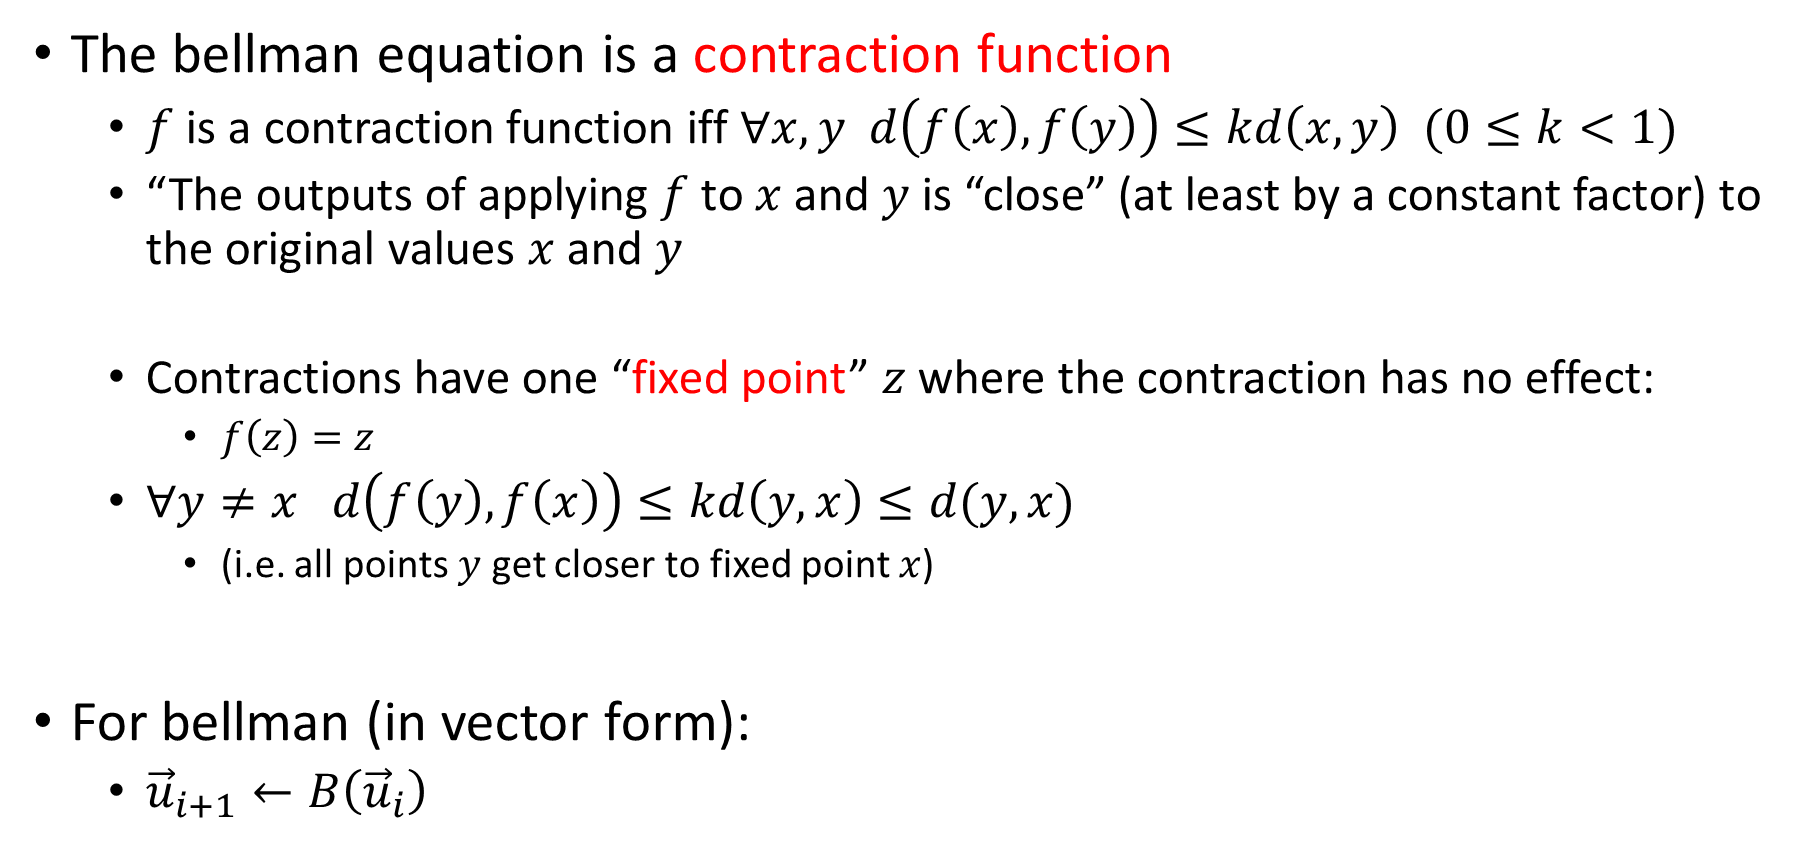 • The bellman equation is a contraction function
• f is a contraction function iff ∀x, y d(f(x), f(y)) ≤ kd(x, y) (0 ≤ k < 1)
• “The outputs of applying f to x and y is “close” (at least by a constant factor) to
the original values x and y
• Contractions have one “fixed point” z where the contraction has no effect:
• f(z) = z
• ∀y ≠ x d(f(y), f(x)) ≤ kd(y, x) ≤ d(y, x)
• (i.e. all points y get closer to fixed point x)
• For bellman (in vector form):
• u⃗ᵢ₊₁ ← B(u⃗ᵢ)